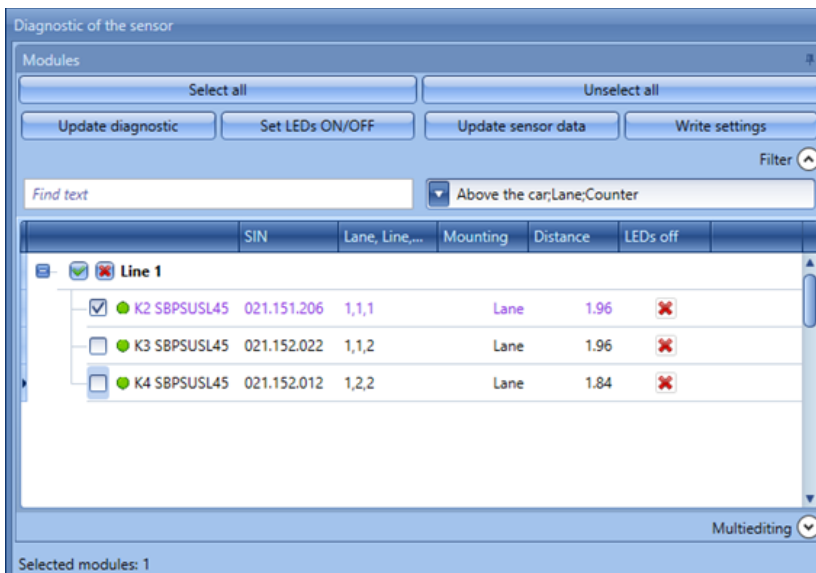 Diagnostic of the sensor
Modules
Select all Unselect all
Update diagnostic Set LEDs ON/OFF Update sensor data Write settings
Filter
Find text Above the car;Lane;Counter
SIN Lane, Line,... Mounting Distance LEDs off
Line 1
K2 SBPSUSL45 021.151.206 1,1,1 Lane 1.96
K3 SBPSUSL45 021.152.022 1,1,2 Lane 1.96
K4 SBPSUSL45 021.152.012 1,2,2 Lane 1.84
Multiediting
Selected modules: 1